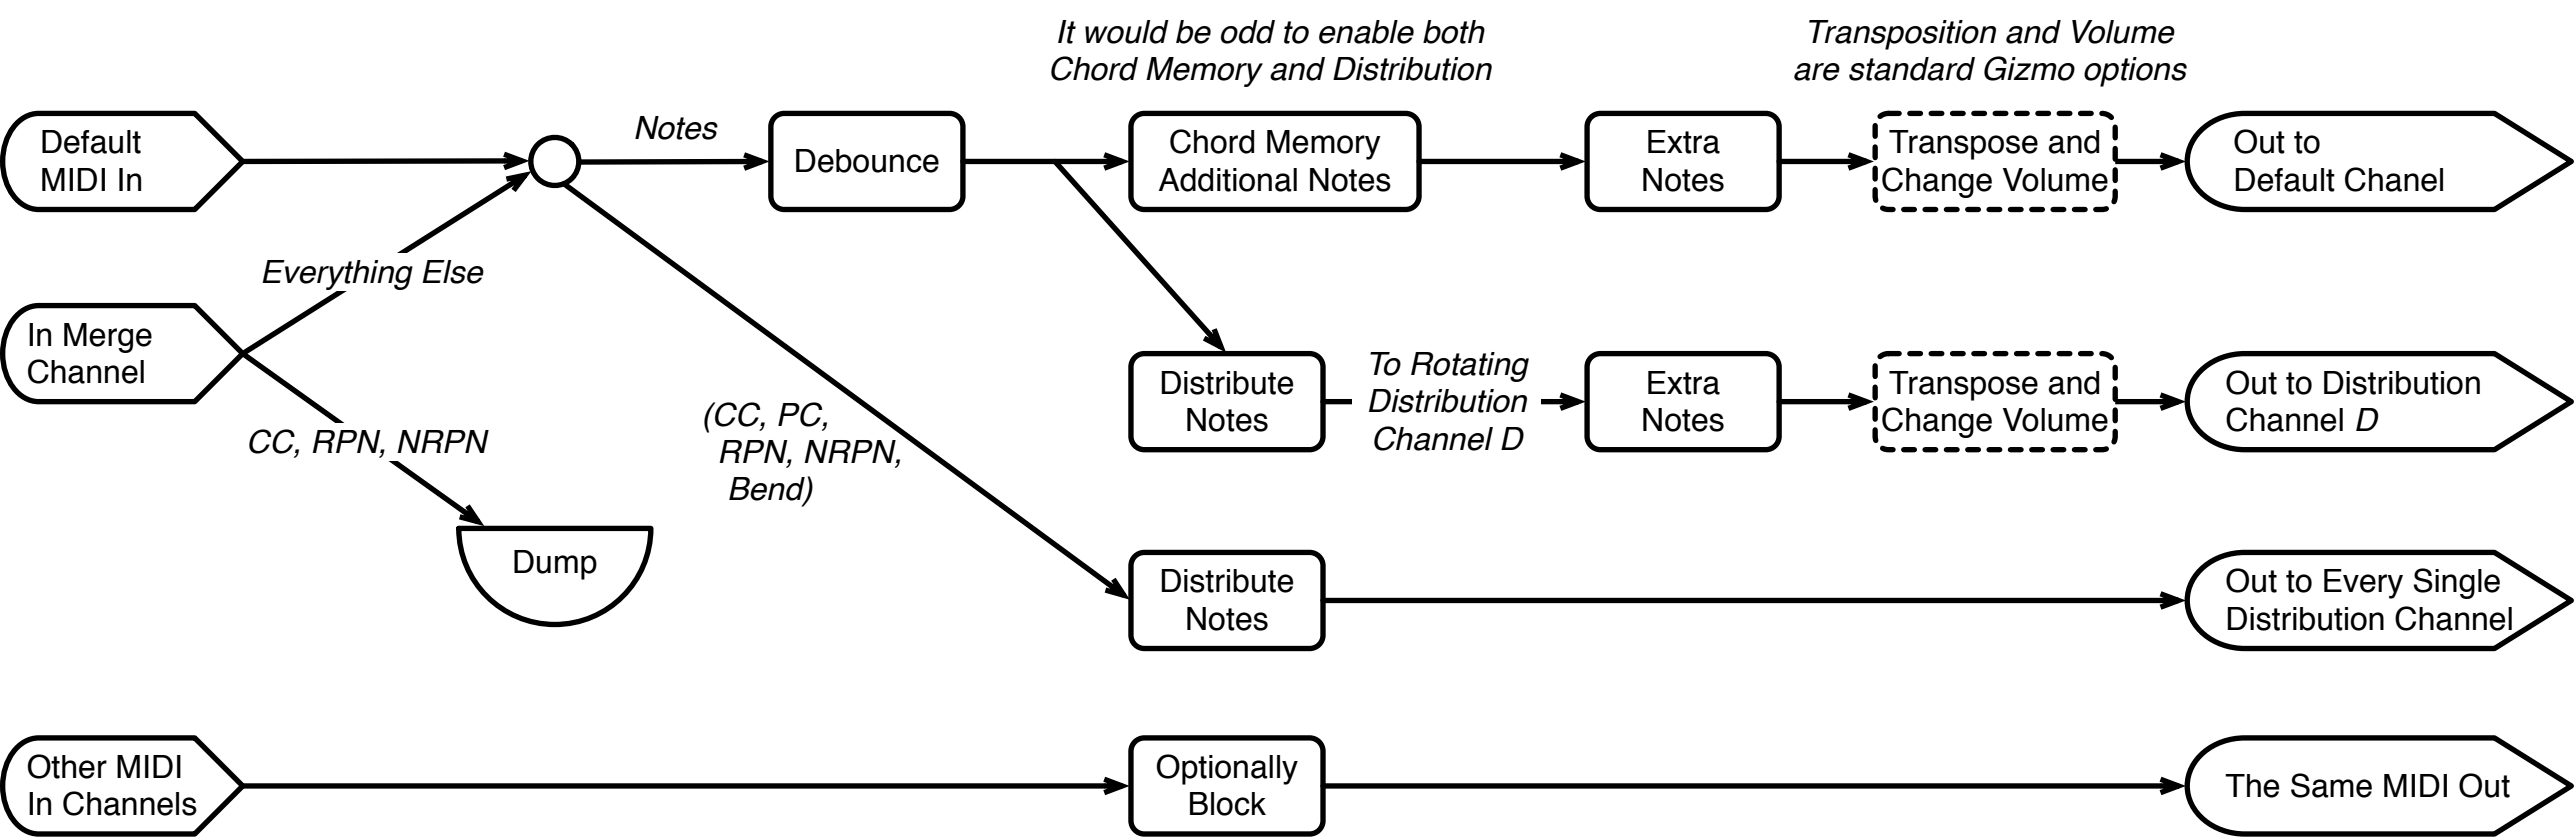 It would be odd to enable both
Chord Memory and Distribution
Transposition and Volume
are standard Gizmo options
Default
MIDI In
Notes
Debounce
Chord Memory
Additional Notes
Extra
Notes
Transpose and
Change Volume
Out to
Default Chanel
Everything Else
In Merge
Channel
CC, RPN, NRPN
Dump
(CC, PC,
RPN, NRPN,
Bend)
Distribute
Notes
To Rotating
Distribution
Channel D
Extra
Notes
Transpose and
Change Volume
Out to Distribution
Channel D
Distribute
Notes
Out to Every Single
Distribution Channel
Other MIDI
In Channels
Optionally
Block
The Same MIDI Out